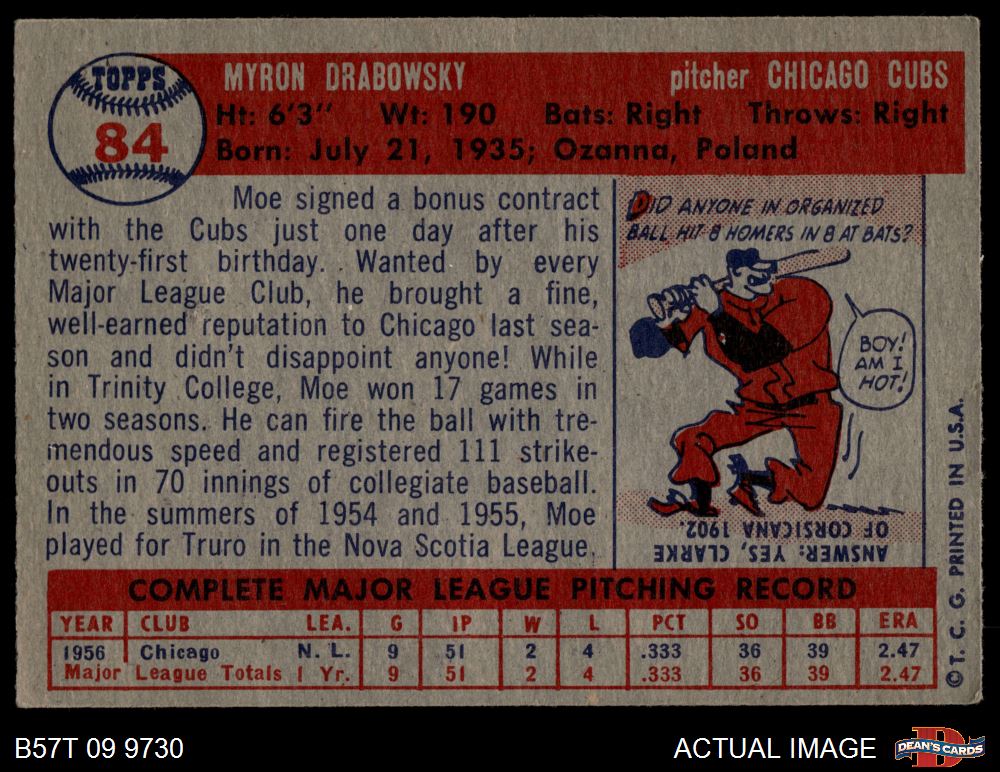 TOPPS
84
MYRON DRABOWSKY pitcher CHICAGO CUBS
Ht: 6'3" Wt: 190 Bats: Right Throws: Right
Born: July 21, 1935; Ozanna, Poland
Moe signed a bonus contract
with the Cubs just one day after his
twenty-first birthday. Wanted by every
Major League Club, he brought a fine,
well-earned reputation to Chicago last sea-
son and didn't disappoint anyone! While
in Trinity College, Moe won 17 games in
two seasons. He can fire the ball with tre-
mendous speed and registered 111 strike-
outs in 70 innings of collegiate baseball.
In the summers of 1954 and 1955, Moe
played for Truro in the Nova Scotia League.
DID ANYONE IN ORGANIZED
BALL HIT 8 HOMERS IN 8 AT BATS?
BOY!
AM I
HOT!
ANSWER: YES, CLARKE
OF CORSICANA 1902.
COMPLETE MAJOR LEAGUE PITCHING RECORD
YEAR CLUB LEA. G IP W L PCT SO BB ERA
1956 Chicago N. L. 9 51 2 4 .333 36 39 2.47
Major League Totals 1 Yr. 9 51 2 4 .333 36 39 2.47
© T. C. G. PRINTED IN U.S.A.
B57T 09 9730
ACTUAL IMAGE
DEAN'S CARDS